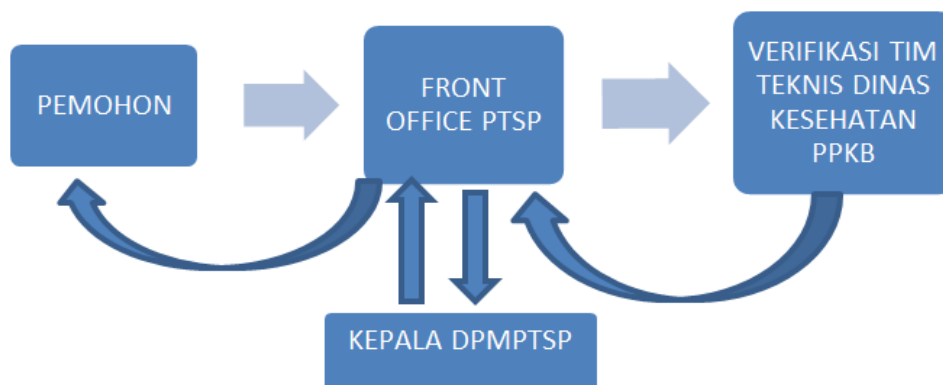 PEMOHON
FRONT
OFFICE PTSP
VERIFIKASI TIM
TEKNIS DINAS
KESEHATAN
PPKB
KEPALA DPMPTSP